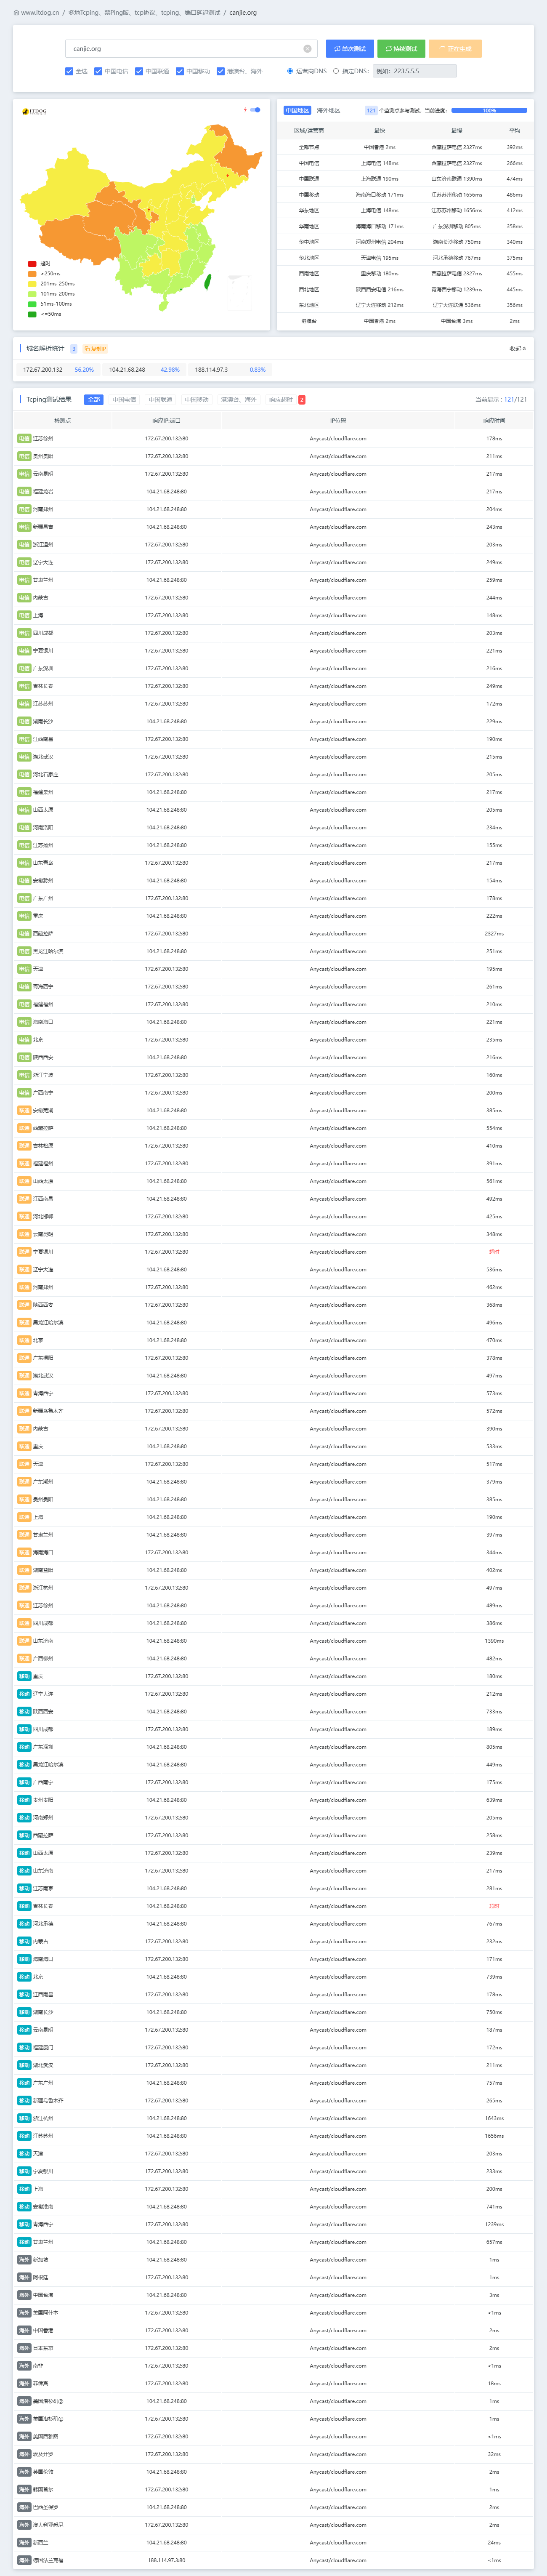 www.itdog.cn / 多地Tcping、禁Ping版、tcp协议、tcping、端口延迟测试 / canjie.org
canjie.org
单次测试 持续测试 正在生成
全选 中国电信 中国联通 中国移动 港澳台、海外 运营商DNS 指定DNS: 例如: 223.5.5.5
ITDOG
超时
>250ms
201ms-250ms
101ms-200ms
51ms-100ms
<=50ms
中国地区 海外地区 121 个监测点参与测试，当前进度: 100%
区域/运营商 最快 最慢 平均
全部节点 中国香港 2ms 西藏拉萨电信 2327ms 392ms
中国电信 上海电信 148ms 西藏拉萨电信 2327ms 266ms
中国联通 上海联通 190ms 山东济南联通 1390ms 474ms
中国移动 海南海口移动 171ms 江苏苏州移动 1656ms 486ms
华东地区 上海电信 148ms 江苏苏州移动 1656ms 412ms
华南地区 海南海口移动 171ms 广东深圳移动 805ms 358ms
华中地区 河南郑州电信 204ms 湖南长沙移动 750ms 340ms
华北地区 天津电信 195ms 河北承德移动 767ms 375ms
西南地区 重庆移动 180ms 西藏拉萨电信 2327ms 455ms
西北地区 陕西西安电信 216ms 青海西宁移动 1239ms 445ms
东北地区 辽宁大连移动 212ms 辽宁大连联通 536ms 356ms
港澳台 中国香港 2ms 中国台湾 3ms 2ms
域名解析统计 3 复制IP 收起
172.67.200.132 56.20% 104.21.68.248 42.98% 188.114.97.3 0.83%
Tcping测试结果 全部 中国电信 中国联通 中国移动 港澳台、海外 响应超时 2 当前显示：121/121
检测点 响应IP:端口 IP位置 响应时间
电信 江苏徐州 172.67.200.132:80 Anycast/cloudflare.com 178ms
电信 贵州贵阳 172.67.200.132:80 Anycast/cloudflare.com 211ms
电信 云南昆明 172.67.200.132:80 Anycast/cloudflare.com 217ms
电信 福建龙岩 104.21.68.248:80 Anycast/cloudflare.com 217ms
电信 河南郑州 104.21.68.248:80 Anycast/cloudflare.com 204ms
电信 新疆昌吉 104.21.68.248:80 Anycast/cloudflare.com 243ms
电信 浙江温州 172.67.200.132:80 Anycast/cloudflare.com 203ms
电信 辽宁大连 172.67.200.132:80 Anycast/cloudflare.com 249ms
电信 甘肃兰州 104.21.68.248:80 Anycast/cloudflare.com 259ms
电信 内蒙古 172.67.200.132:80 Anycast/cloudflare.com 244ms
电信 上海 172.67.200.132:80 Anycast/cloudflare.com 148ms
电信 四川成都 172.67.200.132:80 Anycast/cloudflare.com 203ms
电信 宁夏银川 172.67.200.132:80 Anycast/cloudflare.com 221ms
电信 广东深圳 172.67.200.132:80 Anycast/cloudflare.com 216ms
电信 吉林长春 172.67.200.132:80 Anycast/cloudflare.com 249ms
电信 江苏苏州 172.67.200.132:80 Anycast/cloudflare.com 172ms
电信 湖南长沙 104.21.68.248:80 Anycast/cloudflare.com 229ms
电信 江西南昌 172.67.200.132:80 Anycast/cloudflare.com 190ms
电信 湖北武汉 172.67.200.132:80 Anycast/cloudflare.com 215ms
电信 河北石家庄 172.67.200.132:80 Anycast/cloudflare.com 205ms
电信 福建泉州 104.21.68.248:80 Anycast/cloudflare.com 217ms
电信 山西太原 104.21.68.248:80 Anycast/cloudflare.com 205ms
电信 河南洛阳 104.21.68.248:80 Anycast/cloudflare.com 234ms
电信 江苏扬州 104.21.68.248:80 Anycast/cloudflare.com 155ms
电信 山东青岛 172.67.200.132:80 Anycast/cloudflare.com 217ms
电信 安徽宿州 104.21.68.248:80 Anycast/cloudflare.com 154ms
电信 广东广州 172.67.200.132:80 Anycast/cloudflare.com 178ms
电信 重庆 104.21.68.248:80 Anycast/cloudflare.com 222ms
电信 西藏拉萨 172.67.200.132:80 Anycast/cloudflare.com 2327ms
电信 黑龙江哈尔滨 104.21.68.248:80 Anycast/cloudflare.com 251ms
电信 天津 172.67.200.132:80 Anycast/cloudflare.com 195ms
电信 青海西宁 172.67.200.132:80 Anycast/cloudflare.com 261ms
电信 福建福州 172.67.200.132:80 Anycast/cloudflare.com 210ms
电信 海南海口 104.21.68.248:80 Anycast/cloudflare.com 221ms
电信 北京 172.67.200.132:80 Anycast/cloudflare.com 235ms
电信 陕西西安 104.21.68.248:80 Anycast/cloudflare.com 216ms
电信 浙江宁波 172.67.200.132:80 Anycast/cloudflare.com 160ms
电信 广西南宁 172.67.200.132:80 Anycast/cloudflare.com 200ms
联通 安徽芜湖 104.21.68.248:80 Anycast/cloudflare.com 385ms
联通 西藏拉萨 104.21.68.248:80 Anycast/cloudflare.com 554ms
联通 吉林松原 172.67.200.132:80 Anycast/cloudflare.com 410ms
联通 福建福州 172.67.200.132:80 Anycast/cloudflare.com 391ms
联通 山西太原 104.21.68.248:80 Anycast/cloudflare.com 561ms
联通 江西南昌 104.21.68.248:80 Anycast/cloudflare.com 492ms
联通 河北邯郸 172.67.200.132:80 Anycast/cloudflare.com 425ms
联通 云南昆明 172.67.200.132:80 Anycast/cloudflare.com 348ms
联通 宁夏银川 172.67.200.132:80 Anycast/cloudflare.com 超时
联通 辽宁大连 104.21.68.248:80 Anycast/cloudflare.com 536ms
联通 河南郑州 172.67.200.132:80 Anycast/cloudflare.com 462ms
联通 陕西西安 172.67.200.132:80 Anycast/cloudflare.com 368ms
联通 黑龙江哈尔滨 104.21.68.248:80 Anycast/cloudflare.com 496ms
联通 北京 104.21.68.248:80 Anycast/cloudflare.com 470ms
联通 广东揭阳 172.67.200.132:80 Anycast/cloudflare.com 378ms
联通 湖北武汉 104.21.68.248:80 Anycast/cloudflare.com 497ms
联通 青海西宁 172.67.200.132:80 Anycast/cloudflare.com 573ms
联通 新疆乌鲁木齐 172.67.200.132:80 Anycast/cloudflare.com 572ms
联通 内蒙古 172.67.200.132:80 Anycast/cloudflare.com 390ms
联通 重庆 104.21.68.248:80 Anycast/cloudflare.com 533ms
联通 天津 172.67.200.132:80 Anycast/cloudflare.com 517ms
联通 广东潮州 104.21.68.248:80 Anycast/cloudflare.com 379ms
联通 贵州贵阳 104.21.68.248:80 Anycast/cloudflare.com 385ms
联通 上海 104.21.68.248:80 Anycast/cloudflare.com 190ms
联通 甘肃兰州 104.21.68.248:80 Anycast/cloudflare.com 397ms
联通 海南海口 172.67.200.132:80 Anycast/cloudflare.com 344ms
联通 湖南益阳 104.21.68.248:80 Anycast/cloudflare.com 402ms
联通 浙江杭州 172.67.200.132:80 Anycast/cloudflare.com 497ms
联通 江苏徐州 104.21.68.248:80 Anycast/cloudflare.com 489ms
联通 四川成都 104.21.68.248:80 Anycast/cloudflare.com 386ms
联通 山东济南 104.21.68.248:80 Anycast/cloudflare.com 1390ms
联通 广西柳州 104.21.68.248:80 Anycast/cloudflare.com 482ms
移动 重庆 172.67.200.132:80 Anycast/cloudflare.com 180ms
移动 辽宁大连 172.67.200.132:80 Anycast/cloudflare.com 212ms
移动 陕西西安 104.21.68.248:80 Anycast/cloudflare.com 733ms
移动 四川成都 172.67.200.132:80 Anycast/cloudflare.com 189ms
移动 广东深圳 104.21.68.248:80 Anycast/cloudflare.com 805ms
移动 黑龙江哈尔滨 104.21.68.248:80 Anycast/cloudflare.com 449ms
移动 广西南宁 172.67.200.132:80 Anycast/cloudflare.com 175ms
移动 贵州贵阳 104.21.68.248:80 Anycast/cloudflare.com 639ms
移动 河南郑州 172.67.200.132:80 Anycast/cloudflare.com 205ms
移动 西藏拉萨 172.67.200.132:80 Anycast/cloudflare.com 258ms
移动 山西太原 172.67.200.132:80 Anycast/cloudflare.com 239ms
移动 山东济南 172.67.200.132:80 Anycast/cloudflare.com 217ms
移动 江苏南京 104.21.68.248:80 Anycast/cloudflare.com 281ms
移动 吉林长春 172.67.200.132:80 Anycast/cloudflare.com 超时
移动 河北承德 104.21.68.248:80 Anycast/cloudflare.com 767ms
移动 内蒙古 172.67.200.132:80 Anycast/cloudflare.com 232ms
移动 海南海口 172.67.200.132:80 Anycast/cloudflare.com 171ms
移动 北京 104.21.68.248:80 Anycast/cloudflare.com 739ms
移动 江西南昌 172.67.200.132:80 Anycast/cloudflare.com 178ms
移动 湖南长沙 104.21.68.248:80 Anycast/cloudflare.com 750ms
移动 云南昆明 172.67.200.132:80 Anycast/cloudflare.com 187ms
移动 福建厦门 172.67.200.132:80 Anycast/cloudflare.com 172ms
移动 湖北武汉 172.67.200.132:80 Anycast/cloudflare.com 211ms
移动 广东广州 104.21.68.248:80 Anycast/cloudflare.com 757ms
移动 新疆乌鲁木齐 172.67.200.132:80 Anycast/cloudflare.com 265ms
移动 浙江杭州 104.21.68.248:80 Anycast/cloudflare.com 1643ms
移动 江苏苏州 104.21.68.248:80 Anycast/cloudflare.com 1656ms
移动 天津 172.67.200.132:80 Anycast/cloudflare.com 203ms
移动 宁夏银川 172.67.200.132:80 Anycast/cloudflare.com 233ms
移动 上海 172.67.200.132:80 Anycast/cloudflare.com 200ms
移动 安徽淮南 104.21.68.248:80 Anycast/cloudflare.com 741ms
移动 青海西宁 172.67.200.132:80 Anycast/cloudflare.com 1239ms
移动 甘肃兰州 104.21.68.248:80 Anycast/cloudflare.com 657ms
海外 新加坡 104.21.68.248:80 Anycast/cloudflare.com 1ms
海外 阿根廷 172.67.200.132:80 Anycast/cloudflare.com 1ms
海外 中国台湾 104.21.68.248:80 Anycast/cloudflare.com 3ms
海外 美国阿什本 172.67.200.132:80 Anycast/cloudflare.com <1ms
海外 中国香港 172.67.200.132:80 Anycast/cloudflare.com 2ms
海外 日本东京 172.67.200.132:80 Anycast/cloudflare.com 2ms
海外 南非 172.67.200.132:80 Anycast/cloudflare.com <1ms
海外 菲律宾 172.67.200.132:80 Anycast/cloudflare.com 18ms
海外 美国洛杉矶② 104.21.68.248:80 Anycast/cloudflare.com 1ms
海外 美国洛杉矶① 172.67.200.132:80 Anycast/cloudflare.com 1ms
海外 美国西雅图 172.67.200.132:80 Anycast/cloudflare.com <1ms
海外 埃及开罗 172.67.200.132:80 Anycast/cloudflare.com 32ms
海外 英国伦敦 104.21.68.248:80 Anycast/cloudflare.com 2ms
海外 韩国首尔 172.67.200.132:80 Anycast/cloudflare.com 1ms
海外 巴西圣保罗 104.21.68.248:80 Anycast/cloudflare.com 2ms
海外 澳大利亚悉尼 172.67.200.132:80 Anycast/cloudflare.com 2ms
海外 新西兰 104.21.68.248:80 Anycast/cloudflare.com 24ms
海外 德国法兰克福 188.114.97.3:80 Anycast/cloudflare.com <1ms